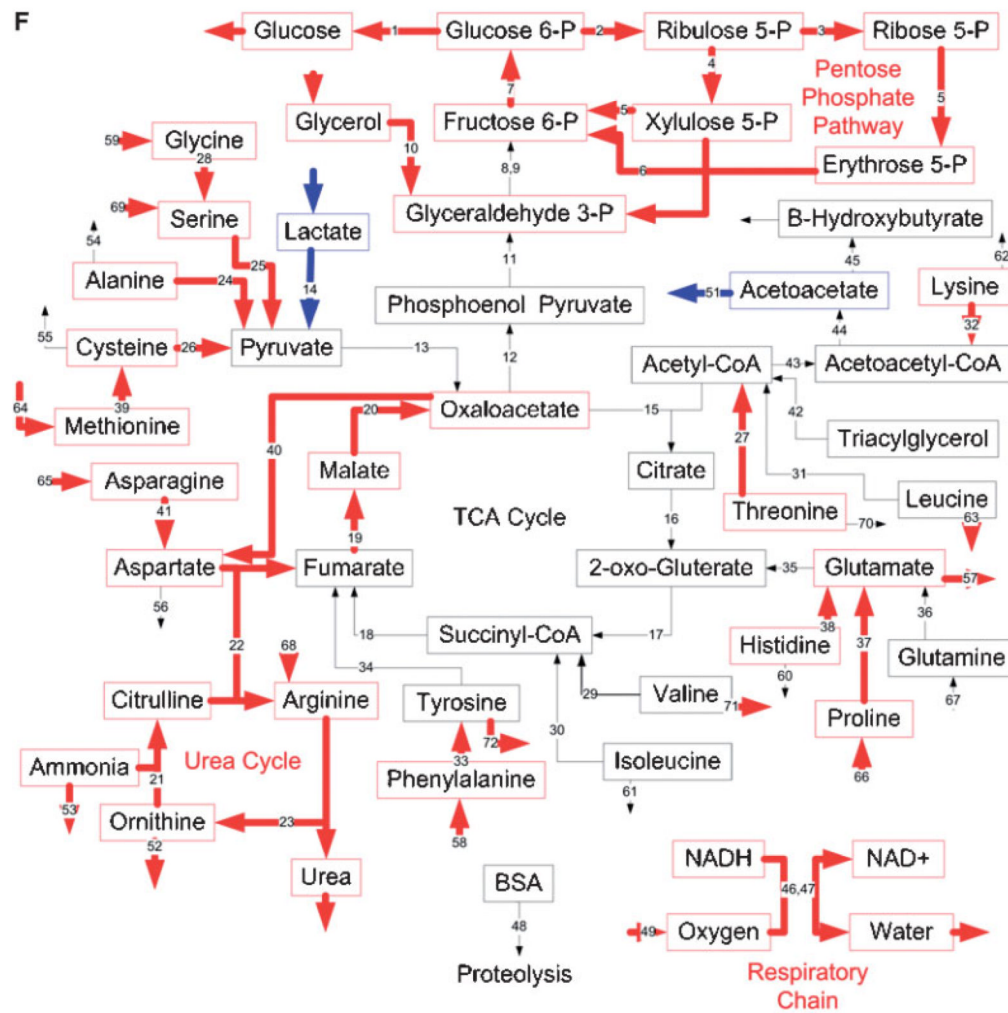 F
Glucose 1 Glucose 6-P 2 Ribulose 5-P 3 Ribose 5-P
4
Pentose
Phosphate
Pathway
7
5
Glycerol Fructose 6-P 5 Xylulose 5-P
59 Glycine
10
28
8,9
6
Erythrose 5-P
69 Serine
Glyceraldehyde 3-P
B-Hydroxybutyrate
54
Lactate
25
11
45
62
Alanine 24
14
Phosphoenol Pyruvate
51 Acetoacetate
Lysine
55
44
32
Cysteine 26 Pyruvate 13
12
Acetyl-CoA 43 Acetoacetyl-CoA
64
39
20
Oxaloacetate 15
42
Methionine
40
27
Triacylglycerol
65 Asparagine
Malate
Citrate
31
Leucine
41
TCA Cycle
16
Threonine 70
63
19
Aspartate Fumarate
2-oxo-Gluterate 35 Glutamate 57
56
18 Succinyl-CoA 17
38
36
22
34
37
68
Histidine
Glutamine
Citrulline Arginine
Tyrosine
29 Valine 71
60
67
30
72
Proline
Ammonia
21
Urea Cycle
33
Isoleucine
66
53
Phenylalanine
61
Ornithine 23
52
58
Urea
BSA
NADH NAD+
46,47
48
49 Oxygen Water
Proteolysis
Respiratory
Chain